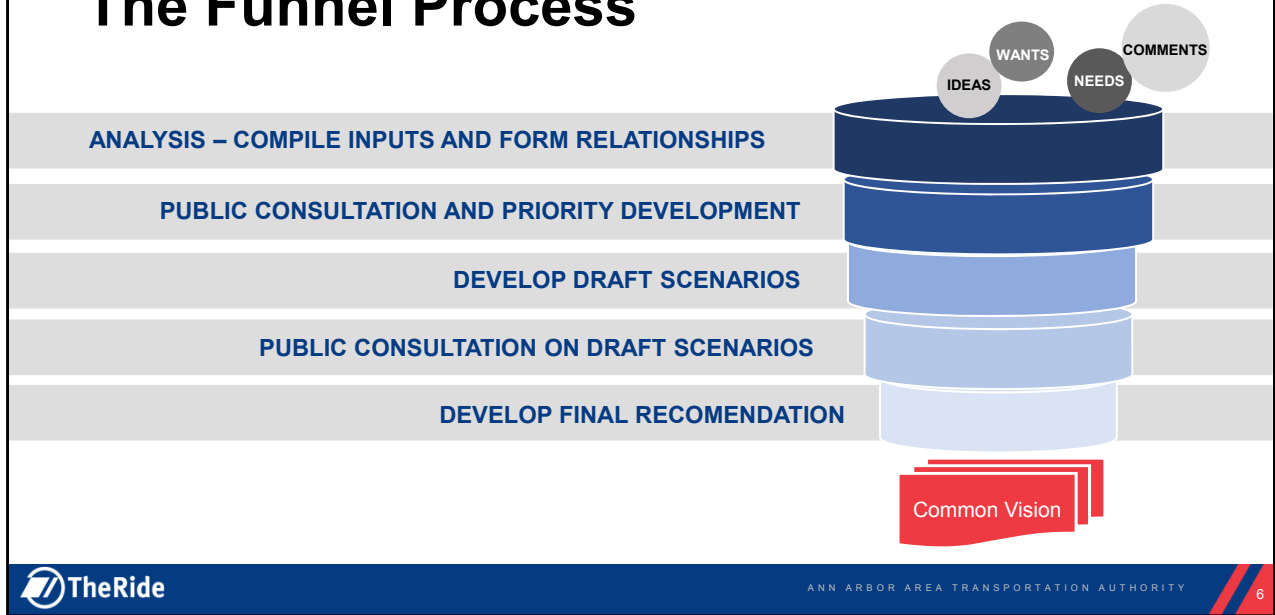 The Funnel Process
COMMENTS
WANTS
IDEAS
NEEDS
ANALYSIS – COMPILE INPUTS AND FORM RELATIONSHIPS
PUBLIC CONSULTATION AND PRIORITY DEVELOPMENT
DEVELOP DRAFT SCENARIOS
PUBLIC CONSULTATION ON DRAFT SCENARIOS
DEVELOP FINAL RECOMENDATION
Common Vision
TheRide
ANN ARBOR AREA TRANSPORTATION AUTHORITY
6